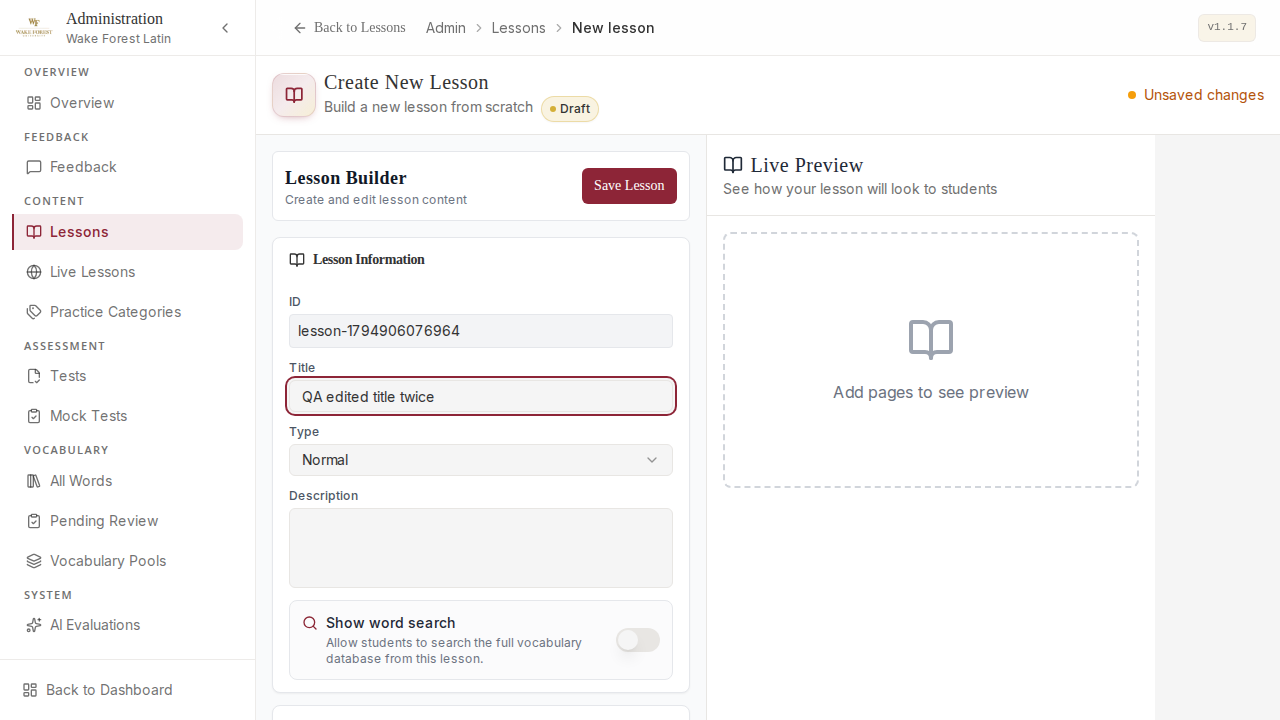 WF
WAKE FOREST
Administration
Wake Forest Latin
OVERVIEW
Overview
FEEDBACK
Feedback
CONTENT
Lessons
Live Lessons
Practice Categories
ASSESSMENT
Tests
Mock Tests
VOCABULARY
All Words
Pending Review
Vocabulary Pools
SYSTEM
AI Evaluations
Back to Dashboard
Back to Lessons
Admin
Lessons
New lesson
v1.1.7
Create New Lesson
Build a new lesson from scratch
Draft
Unsaved changes
Lesson Builder
Create and edit lesson content
Save Lesson
Lesson Information
ID
lesson-1794906076964
Title
QA edited title twice
Type
Normal
Description
Show word search
Allow students to search the full vocabulary
database from this lesson.
Live Preview
See how your lesson will look to students
Add pages to see preview